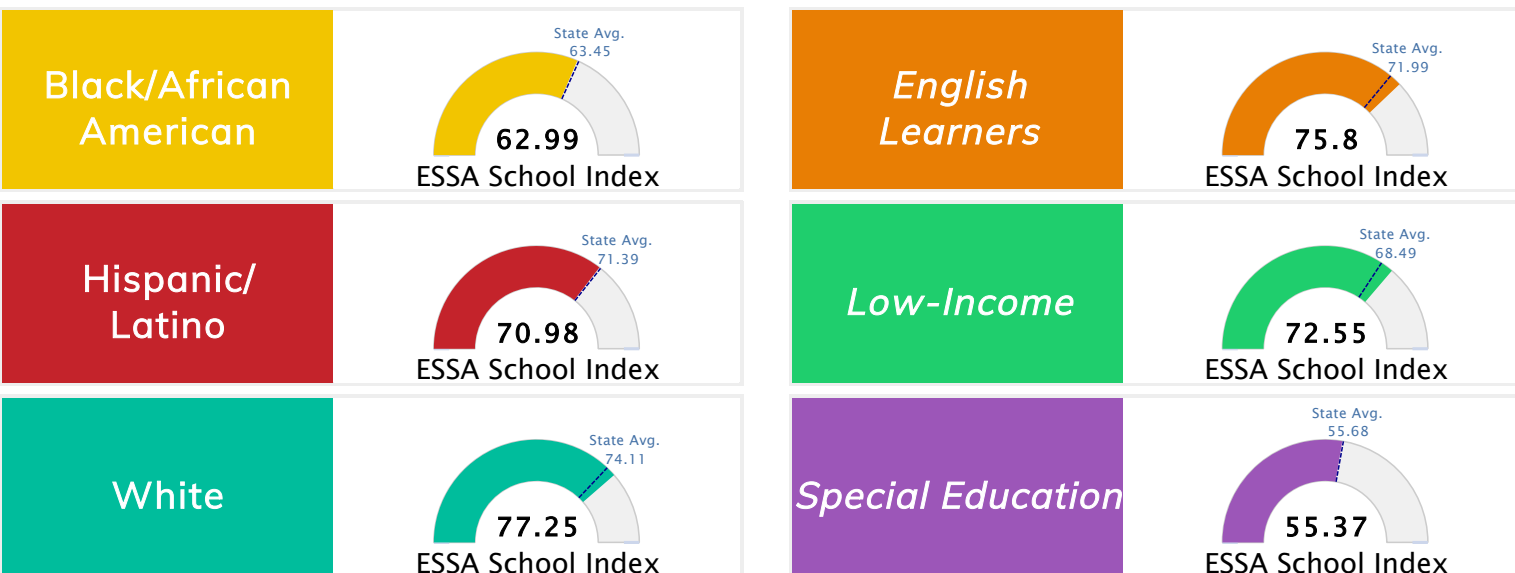 Black/African
American
State Avg.
63.45
62.99
ESSA School Index
English
Learners
State Avg.
71.99
75.8
ESSA School Index
Hispanic/
Latino
State Avg.
71.39
70.98
ESSA School Index
Low-Income
State Avg.
68.49
72.55
ESSA School Index
White
State Avg.
74.11
77.25
ESSA School Index
Special Education
State Avg.
55.68
55.37
ESSA School Index